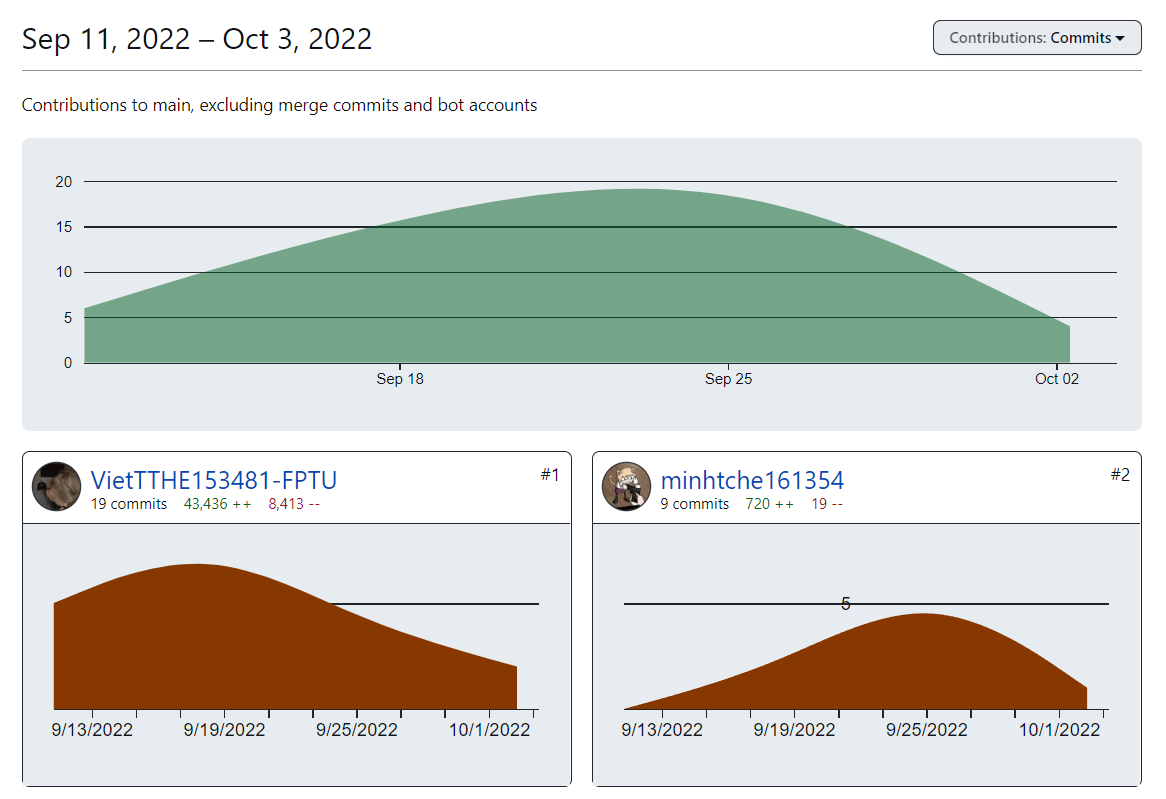 Sep 11, 2022 – Oct 3, 2022
Contributions: Commits
Contributions to main, excluding merge commits and bot accounts
20
15
10
5
0
Sep 18 Sep 25 Oct 02
VietTTHE153481-FPTU #1
19 commits 43,436 ++ 8,413 --
9/13/2022 9/19/2022 9/25/2022 10/1/2022
minhtche161354 #2
9 commits 720 ++ 19 --
5
9/13/2022 9/19/2022 9/25/2022 10/1/2022